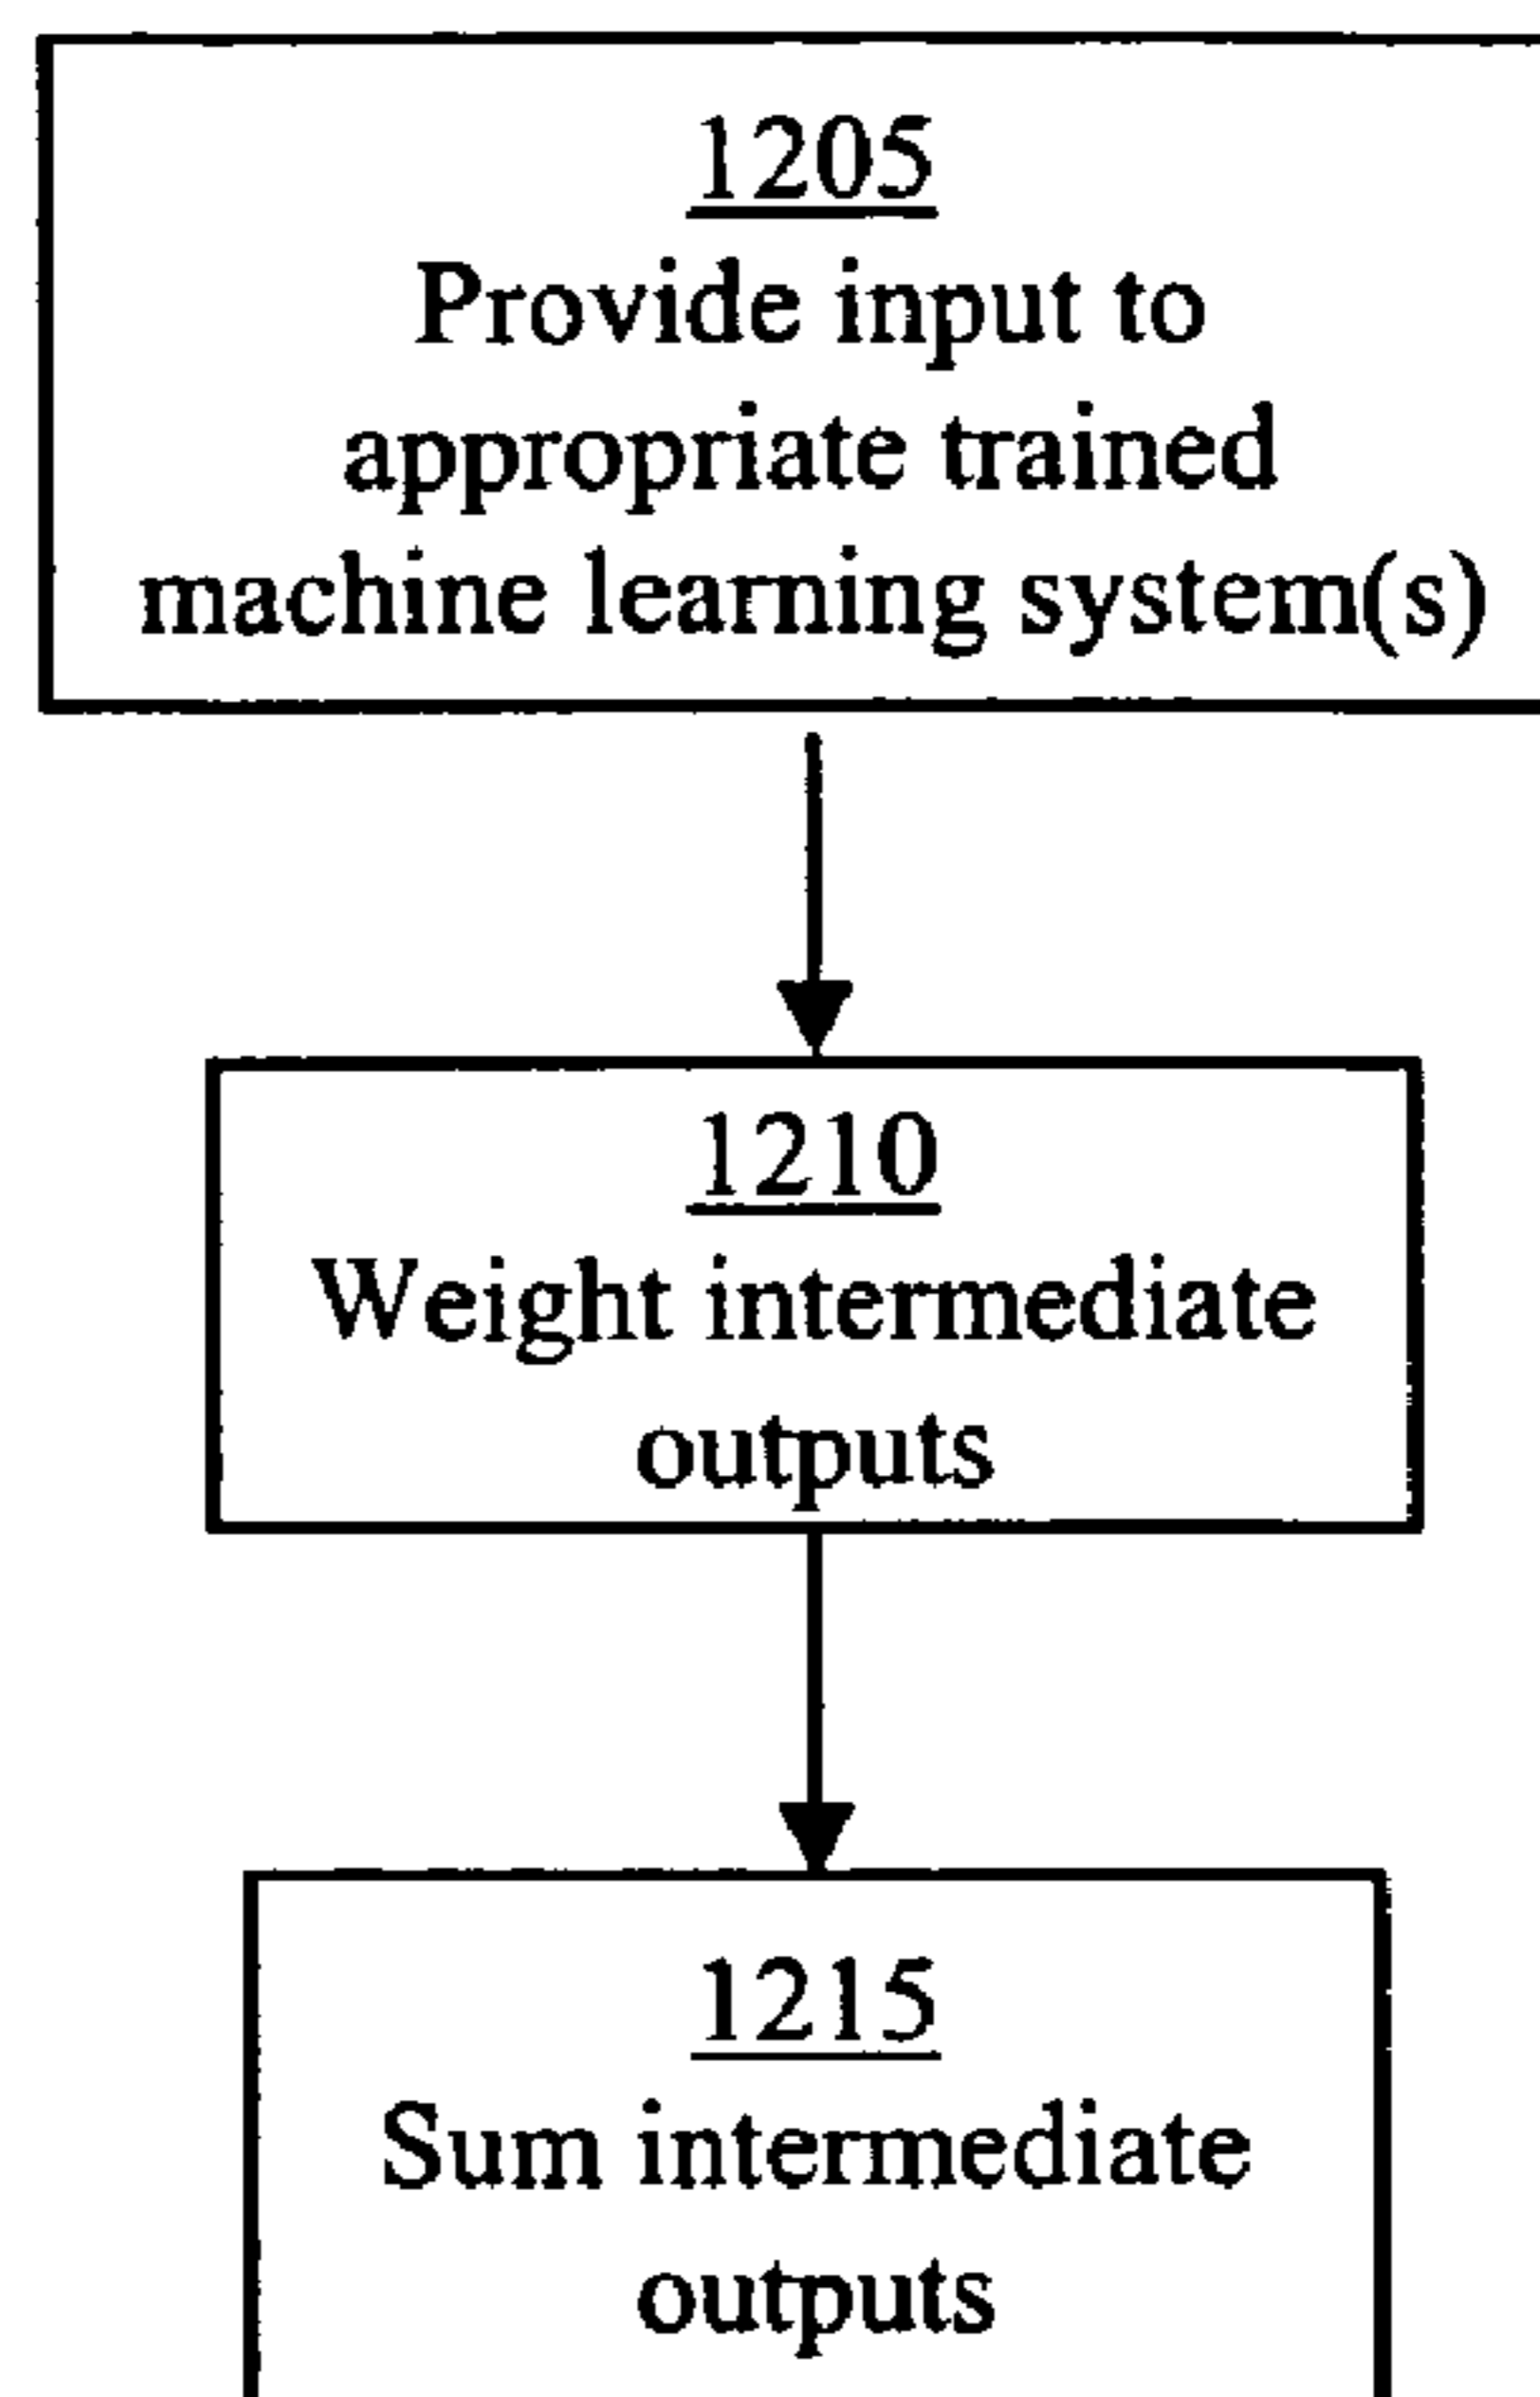 1205
Provide input to
appropriate trained
machine learning system(s)
1210
Weight intermediate
outputs
1215
Sum intermediate
outputs